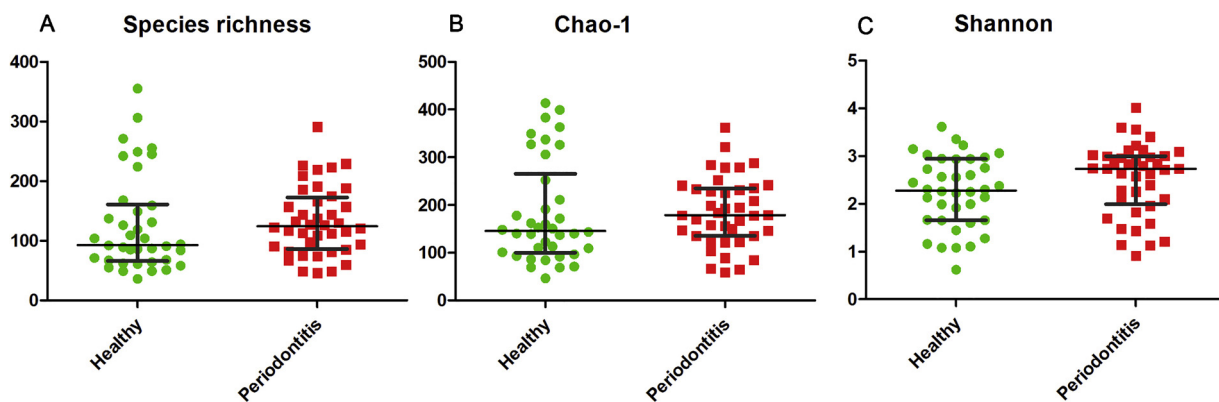 A Species richness
400
300
200
100
0
Healthy
Periodontitis
B Chao-1
500
400
300
200
100
0
Healthy
Periodontitis
C Shannon
5
4
3
2
1
0
Healthy
Periodontitis